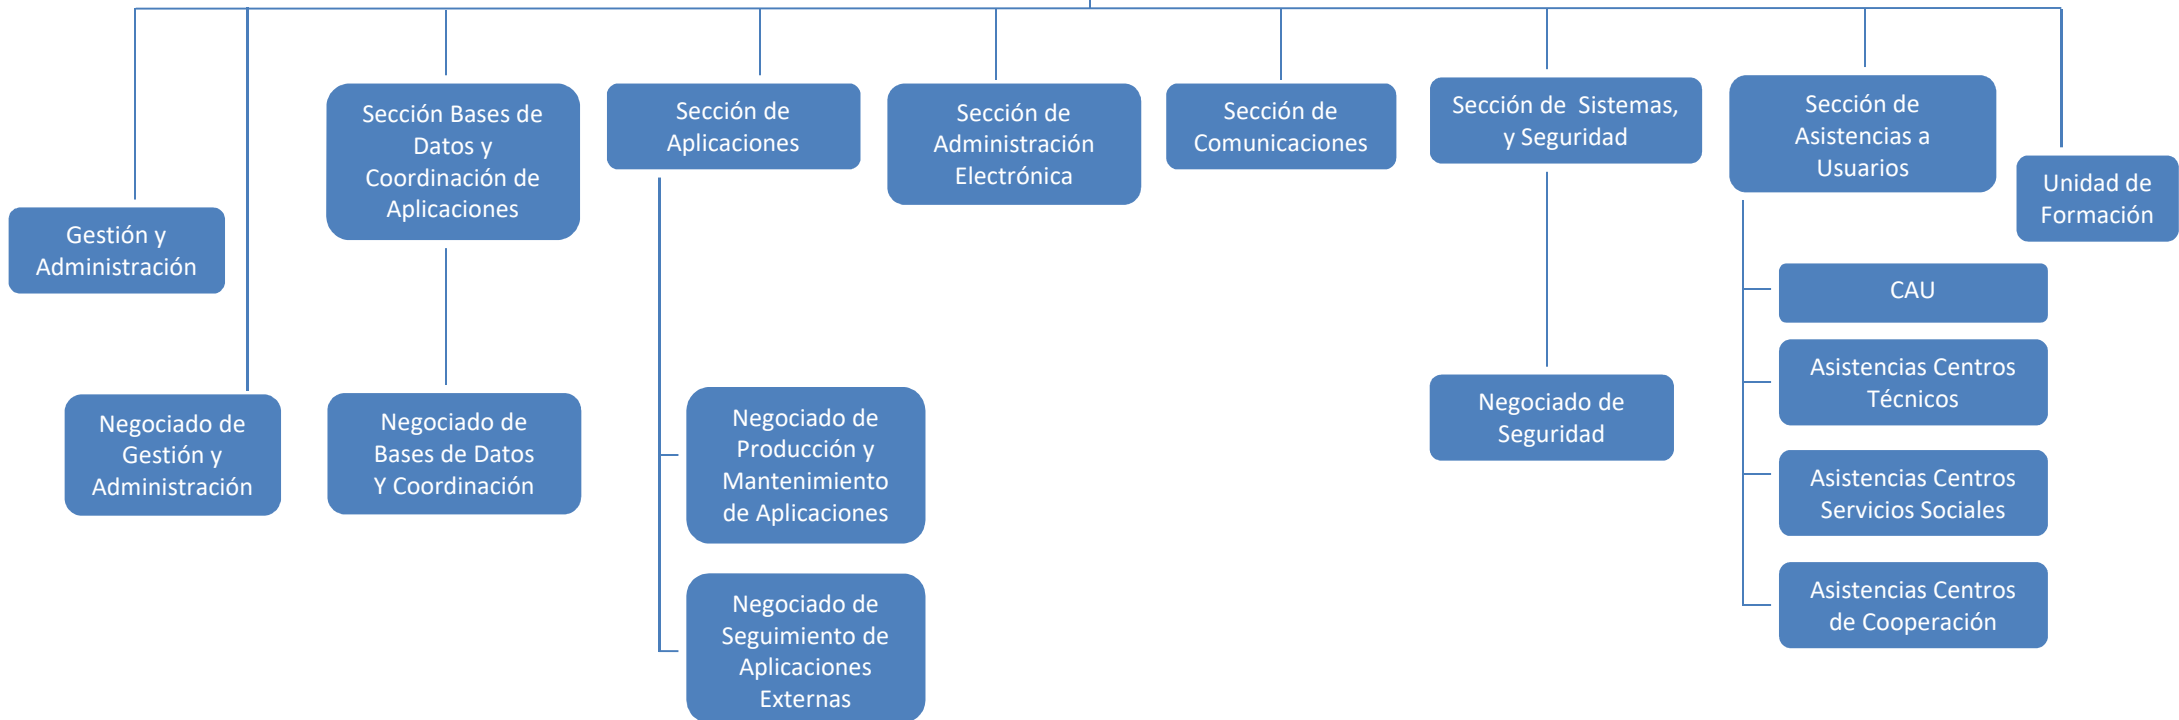 Gestión y
Administración
Negociado de
Gestión y
Administración
Sección Bases de
Datos y
Coordinación de
Aplicaciones
Negociado de
Bases de Datos
Y Coordinación
Sección de
Aplicaciones
Negociado de
Producción y
Mantenimiento
de Aplicaciones
Negociado de
Seguimiento de
Aplicaciones
Externas
Sección de
Administración
Electrónica
Sección de
Comunicaciones
Sección de Sistemas,
y Seguridad
Negociado de
Seguridad
Sección de
Asistencias a
Usuarios
CAU
Asistencias Centros
Técnicos
Asistencias Centros
Servicios Sociales
Asistencias Centros
de Cooperación
Unidad de
Formación